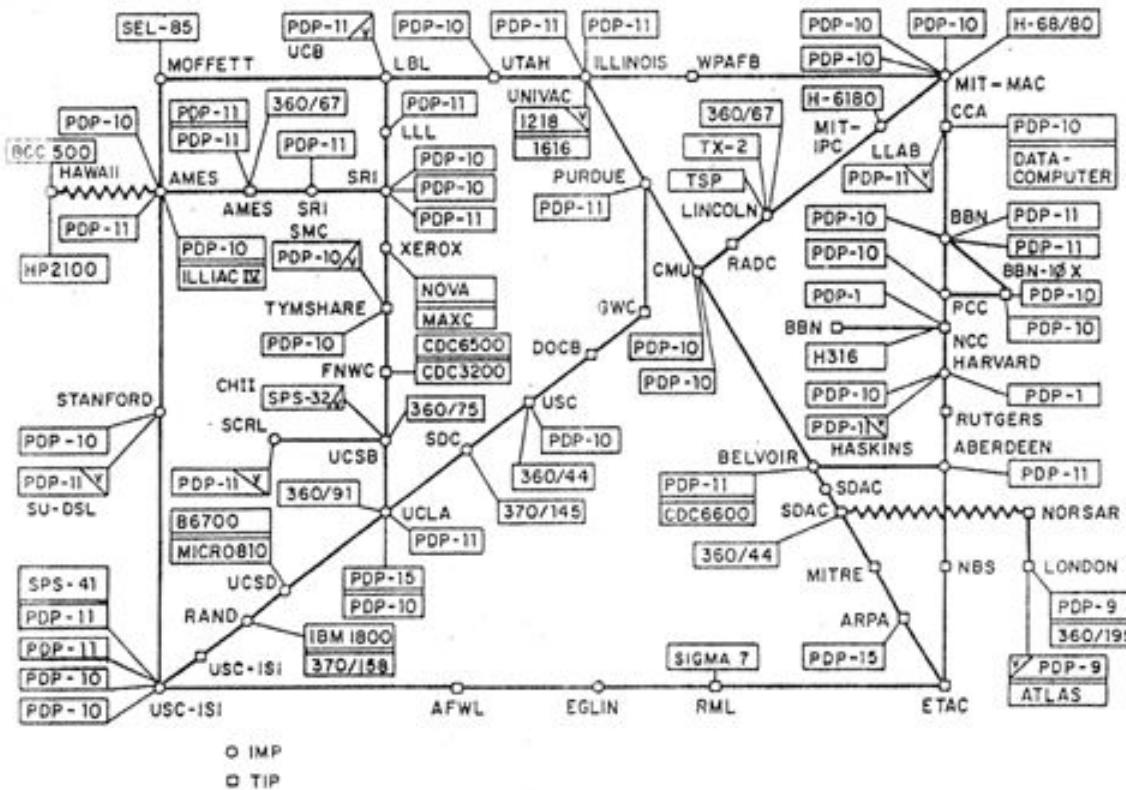 SEL-85
PDP-11
UCB
PDP-10
PDP-11
PDP-11
PDP-10
PDP-10
H-68/80
MOFFETT
LBL
UTAH
ILLINOIS
WPAFB
PDP-10
MIT-MAC
PDP-10
PDP-11
360/67
PDP-11
UNIVAC
1218
1616
360/67
H-6180
MIT-IPC
CCA
PDP-10
DATA-
COMPUTER
BCC 500
HAWAII
PDP-11
PDP-11
LLL
PDP-10
TX-2
LLAB
PDP-11
AMES
AMES
SRI
SRI
PDP-10
PDP-11
PURDUE
PDP-11
TSP
LINCOLN
PDP-11
PDP-10
ILLIAC IV
HP2100
SMC
PDP-10
XEROX
NOVA
MAXC
CMU
RADC
PDP-10
BBN
PDP-11
PDP-11
PDP-10
BBN-10X
PDP-10
PDP-10
TYMSHARE
PDP-10
GWC
PDP-1
PCC
BBN
NCC
H316
DOCB
PDP-10
PDP-10
FNWC
CDC6500
CDC3200
CHII
SPS-32
360/75
HARVARD
PDP-10
PDP-1
PDP-11
STANFORD
PDP-10
PDP-11
SU-DSL
SCRL
UCSB
PDP-11
SDC
USC
PDP-10
360/44
370/145
RUTGERS
BELVOIR
HASKINS
ABERDEEN
PDP-11
PDP-11
CDC6600
SDAC
SDAC
NORSAR
360/44
360/91
UCLA
PDP-11
B6700
MICRO810
UCSD
PDP-15
PDP-10
MITRE
NBS
LONDON
PDP-9
360/195
SPS-41
PDP-11
PDP-11
PDP-10
PDP-10
RAND
IBM 1800
370/158
USC-ISI
ARPA
PDP-15
SIGMA 7
PDP-9
ATLAS
USC-ISI
AFWL
EGLIN
RML
ETAC
IMP
TIP